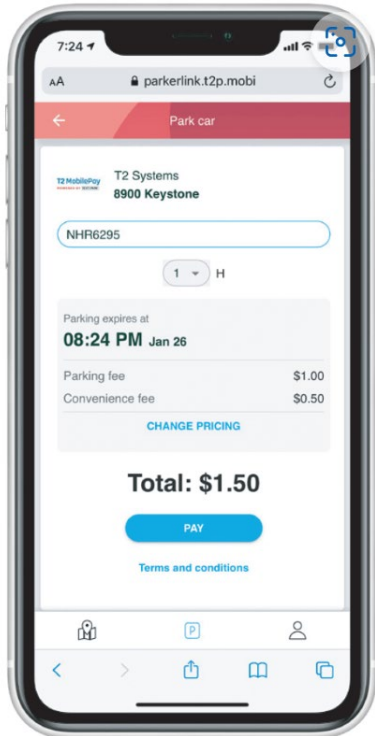 7:24
AA parkerlink.t2p.mobi
Park car
T2 MobilePay
T2 Systems
8900 Keystone
NHR6295
1 H
Parking expires at
08:24 PM Jan 26
Parking fee $1.00
Convenience fee $0.50
CHANGE PRICING
Total: $1.50
PAY
Terms and conditions
P